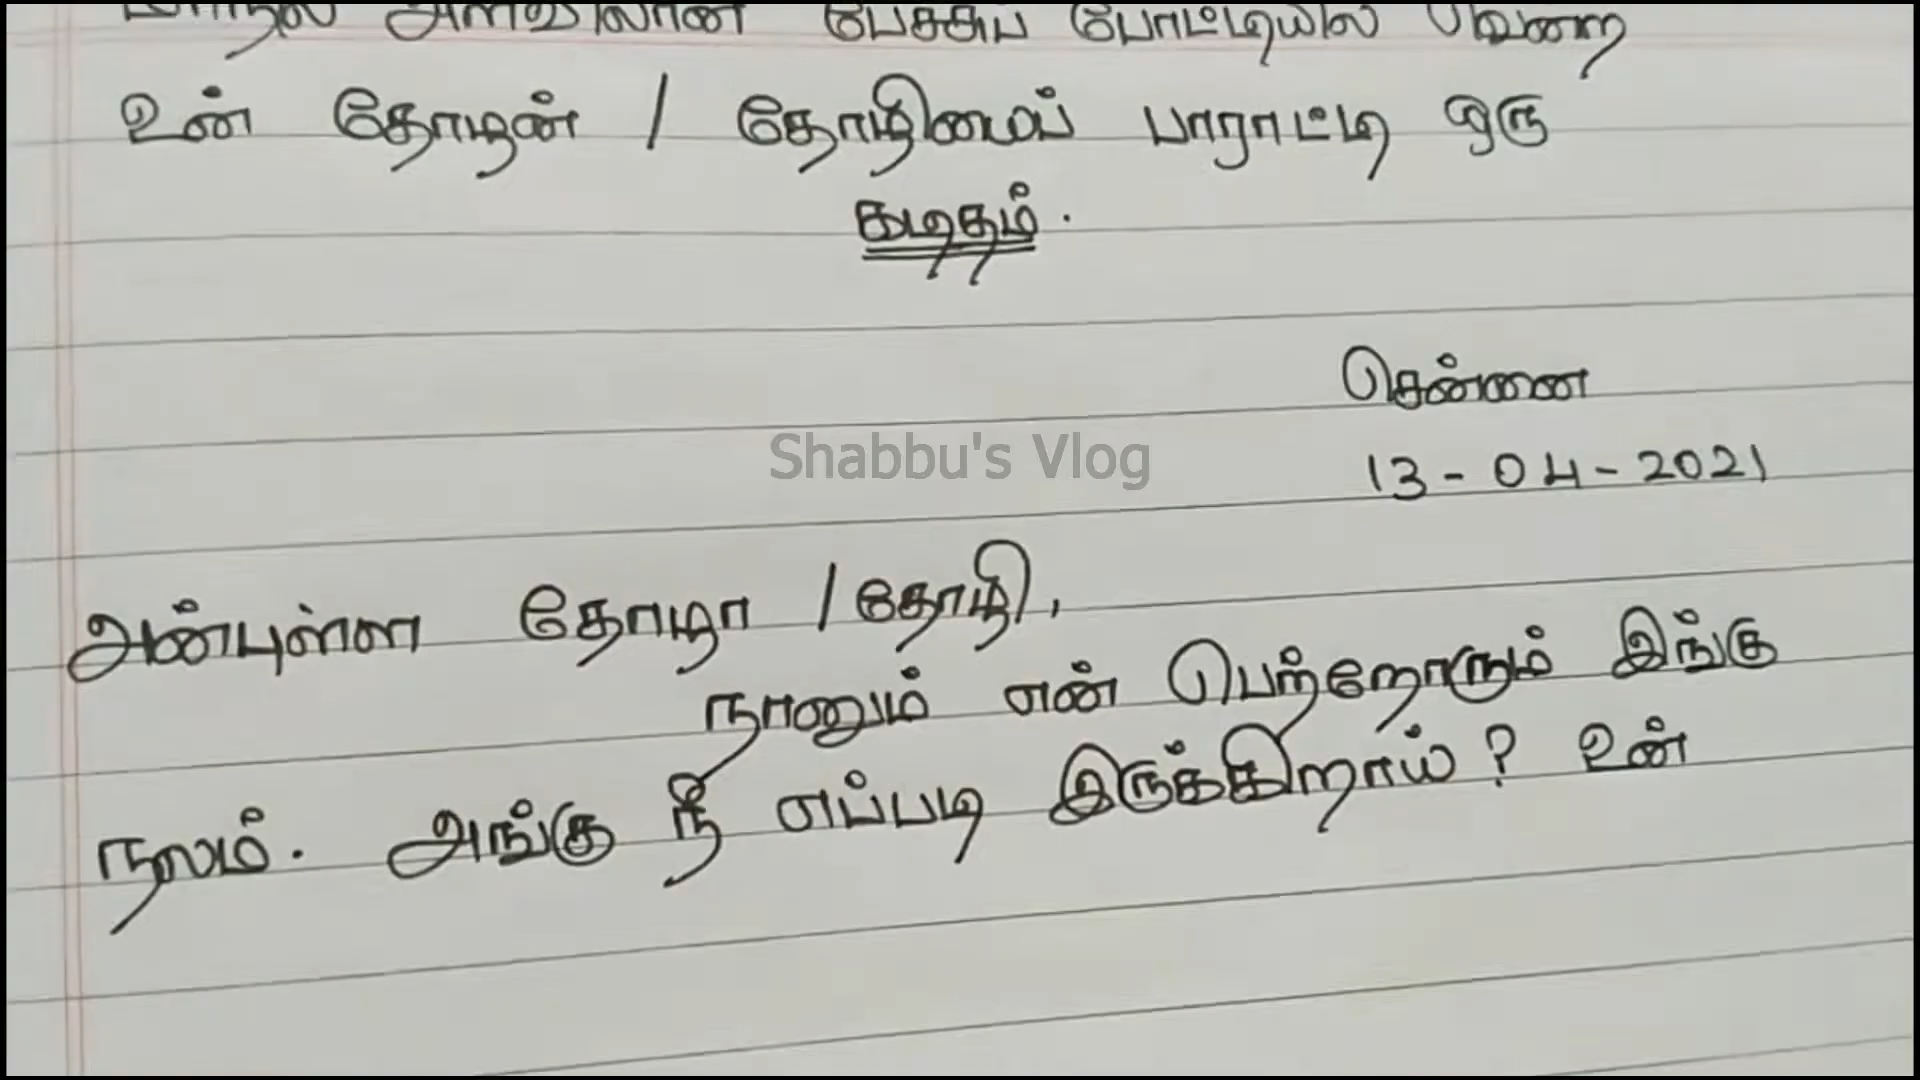 மாநில அளவிலான பேச்சுப் போட்டியில்
உன் தோழன் / தோழியைப் பாராட்டி ஒரு
கடிதம்.
சென்னை
Shabbu's Vlog
13-04-2021
அன்புள்ள தோழா / தோழி,
நானும் என் பெற்றோரும் இங்கு
நலம். அங்கு நீ எப்படி இருக்கிறாய்? உன்